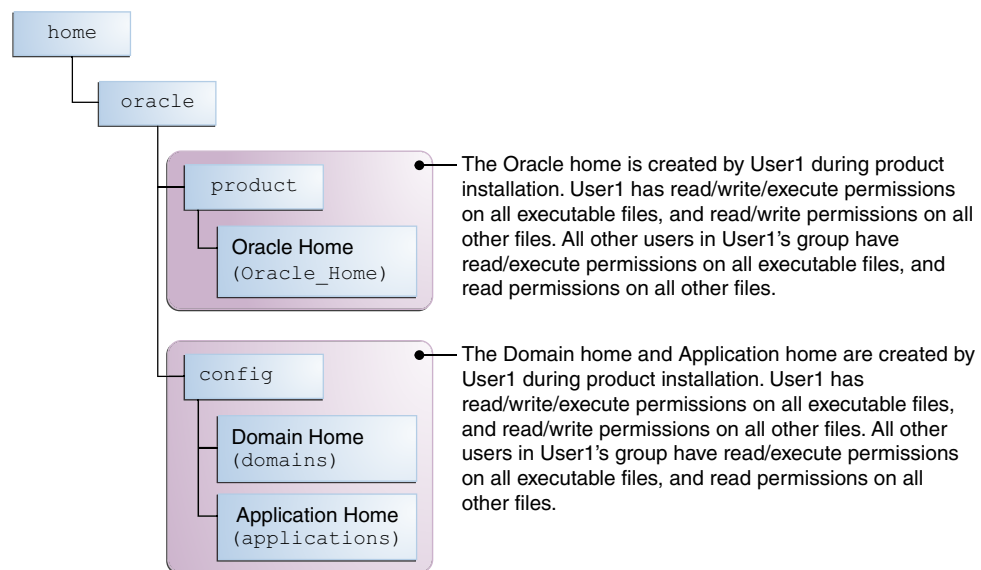 home
oracle
product
Oracle Home
(Oracle_Home)
The Oracle home is created by User1 during product
installation. User1 has read/write/execute permissions
on all executable files, and read/write permissions on all
other files. All other users in User1's group have
read/execute permissions on all executable files, and
read permissions on all other files.
config
Domain Home
(domains)
Application Home
(applications)
The Domain home and Application home are created by
User1 during product installation. User1 has
read/write/execute permissions on all executable files,
and read/write permissions on all other files. All other
users in User1's group have read/execute permissions
on all executable files, and read permissions on all
other files.